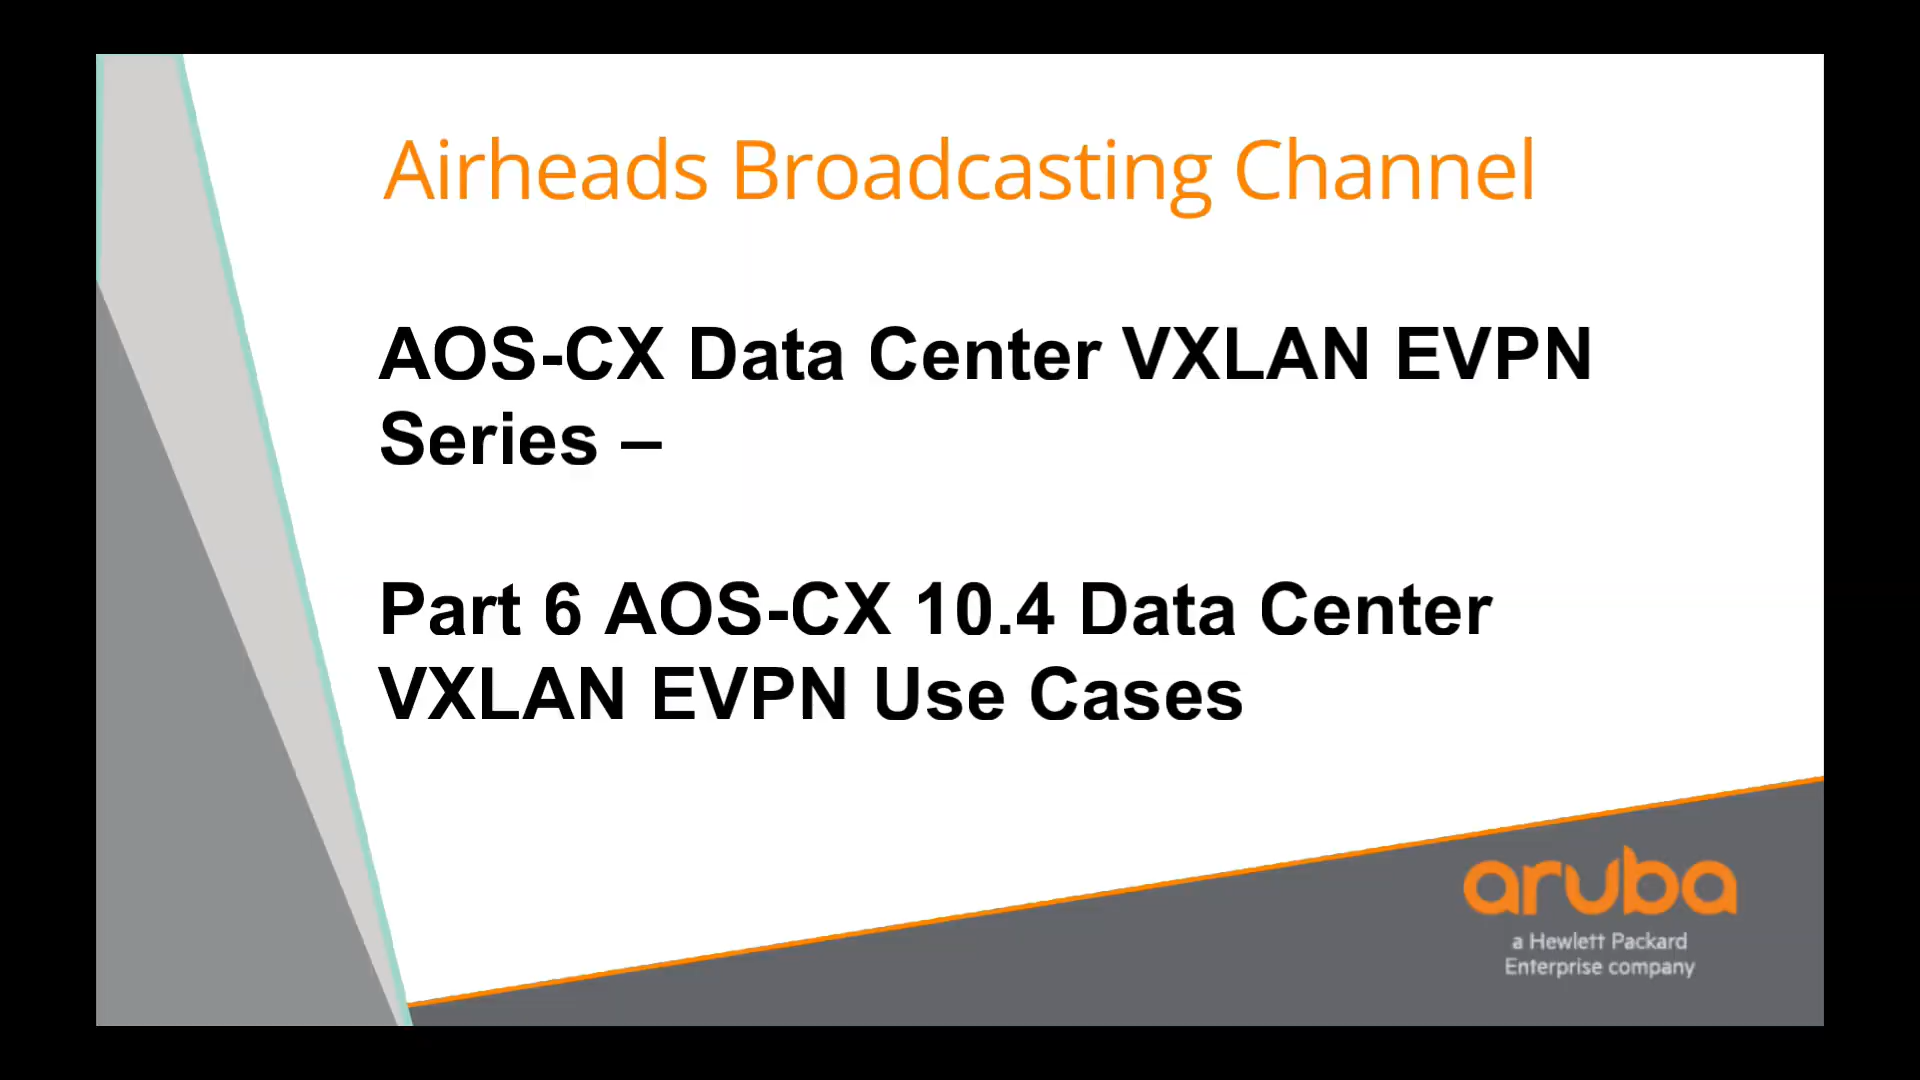 Airheads Broadcasting Channel
AOS-CX Data Center VXLAN EVPN
Series –
Part 6 AOS-CX 10.4 Data Center
VXLAN EVPN Use Cases
aruba
a Hewlett Packard
Enterprise company